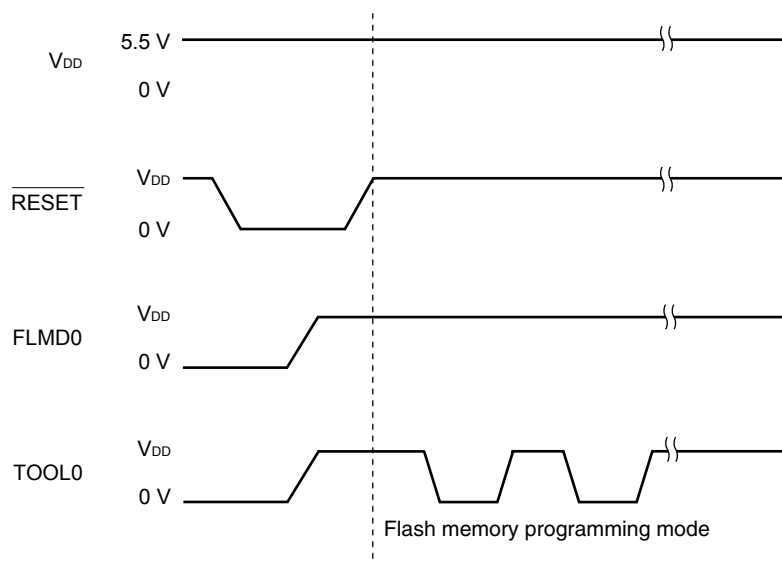 VDD
5.5 V
0 V
RESET
VDD
0 V
FLMD0
VDD
0 V
TOOL0
VDD
0 V
Flash memory programming mode